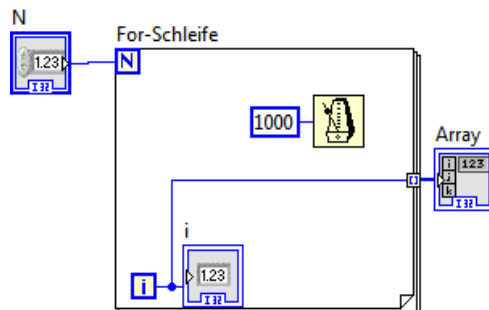 N
For-Schleife
1.23
I32
N
1000
Array
i 123
j
k
I32
i
1.23
I32
i